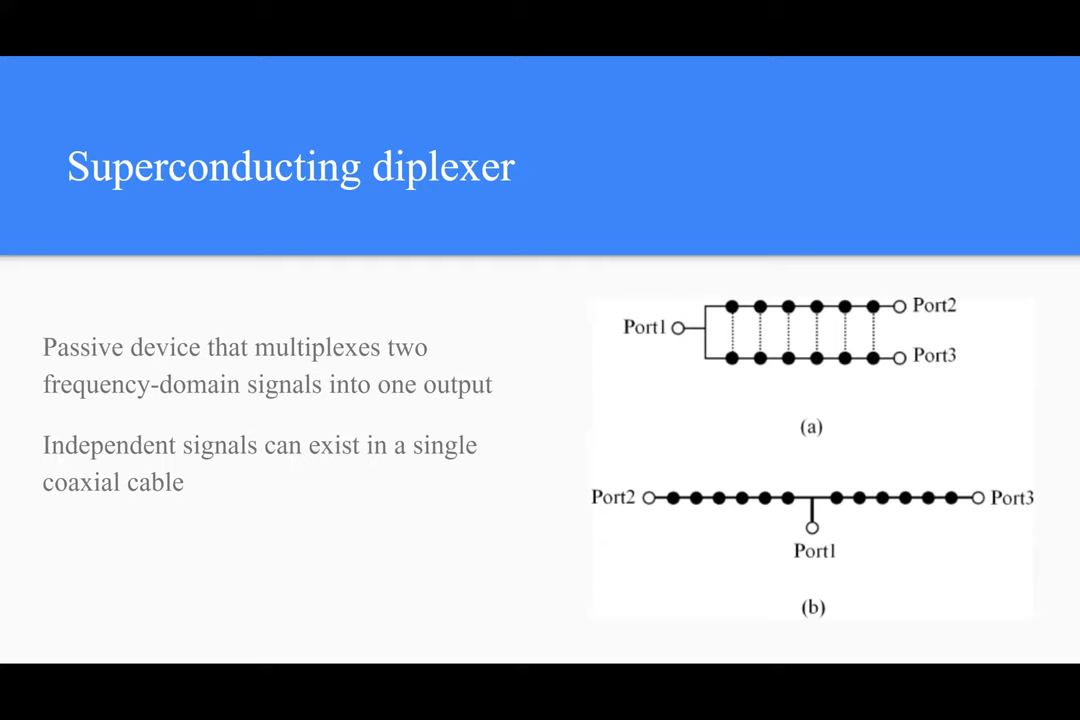 Superconducting diplexer
Passive device that multiplexes two
frequency-domain signals into one output
Independent signals can exist in a single
coaxial cable
Port1
Port2
Port3
(a)
Port2
Port3
Port1
(b)